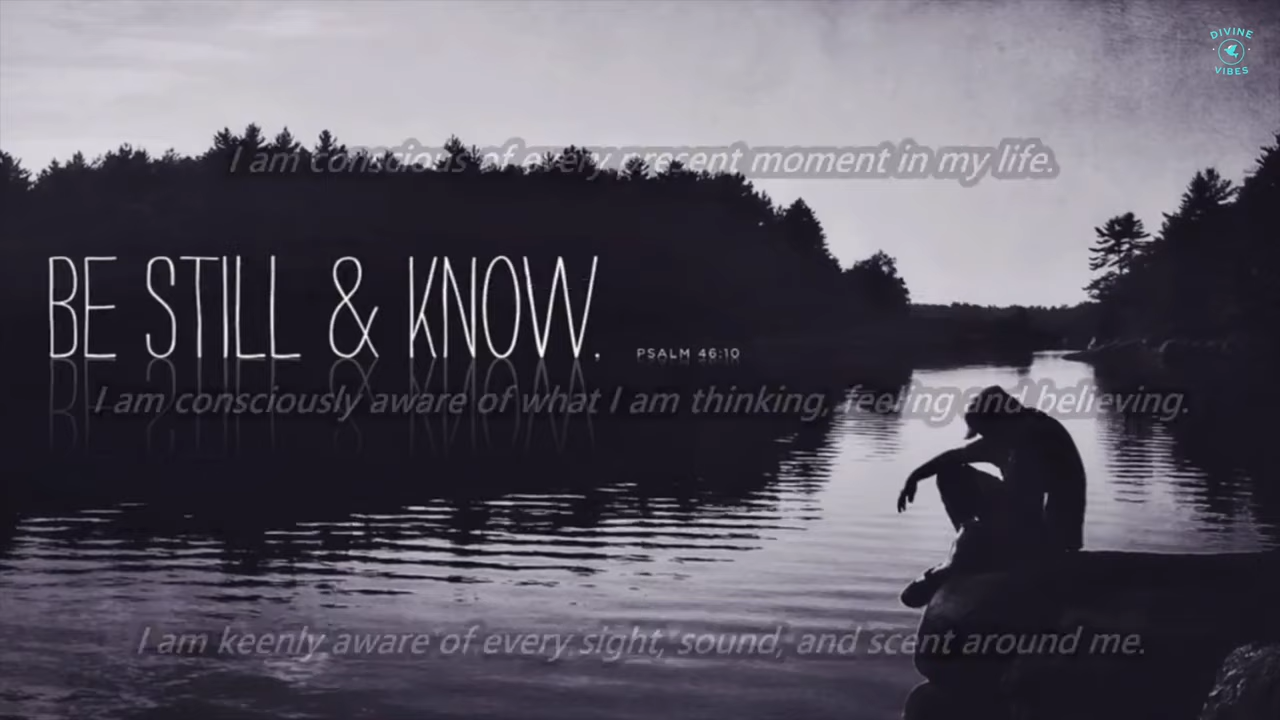 DIVINE
VIBES
I am conscious of every present moment in my life.
BE STILL & KNOW.
PSALM 46:10
I am consciously aware of what I am thinking, feeling and believing.
I am keenly aware of every sight, sound, and scent around me.